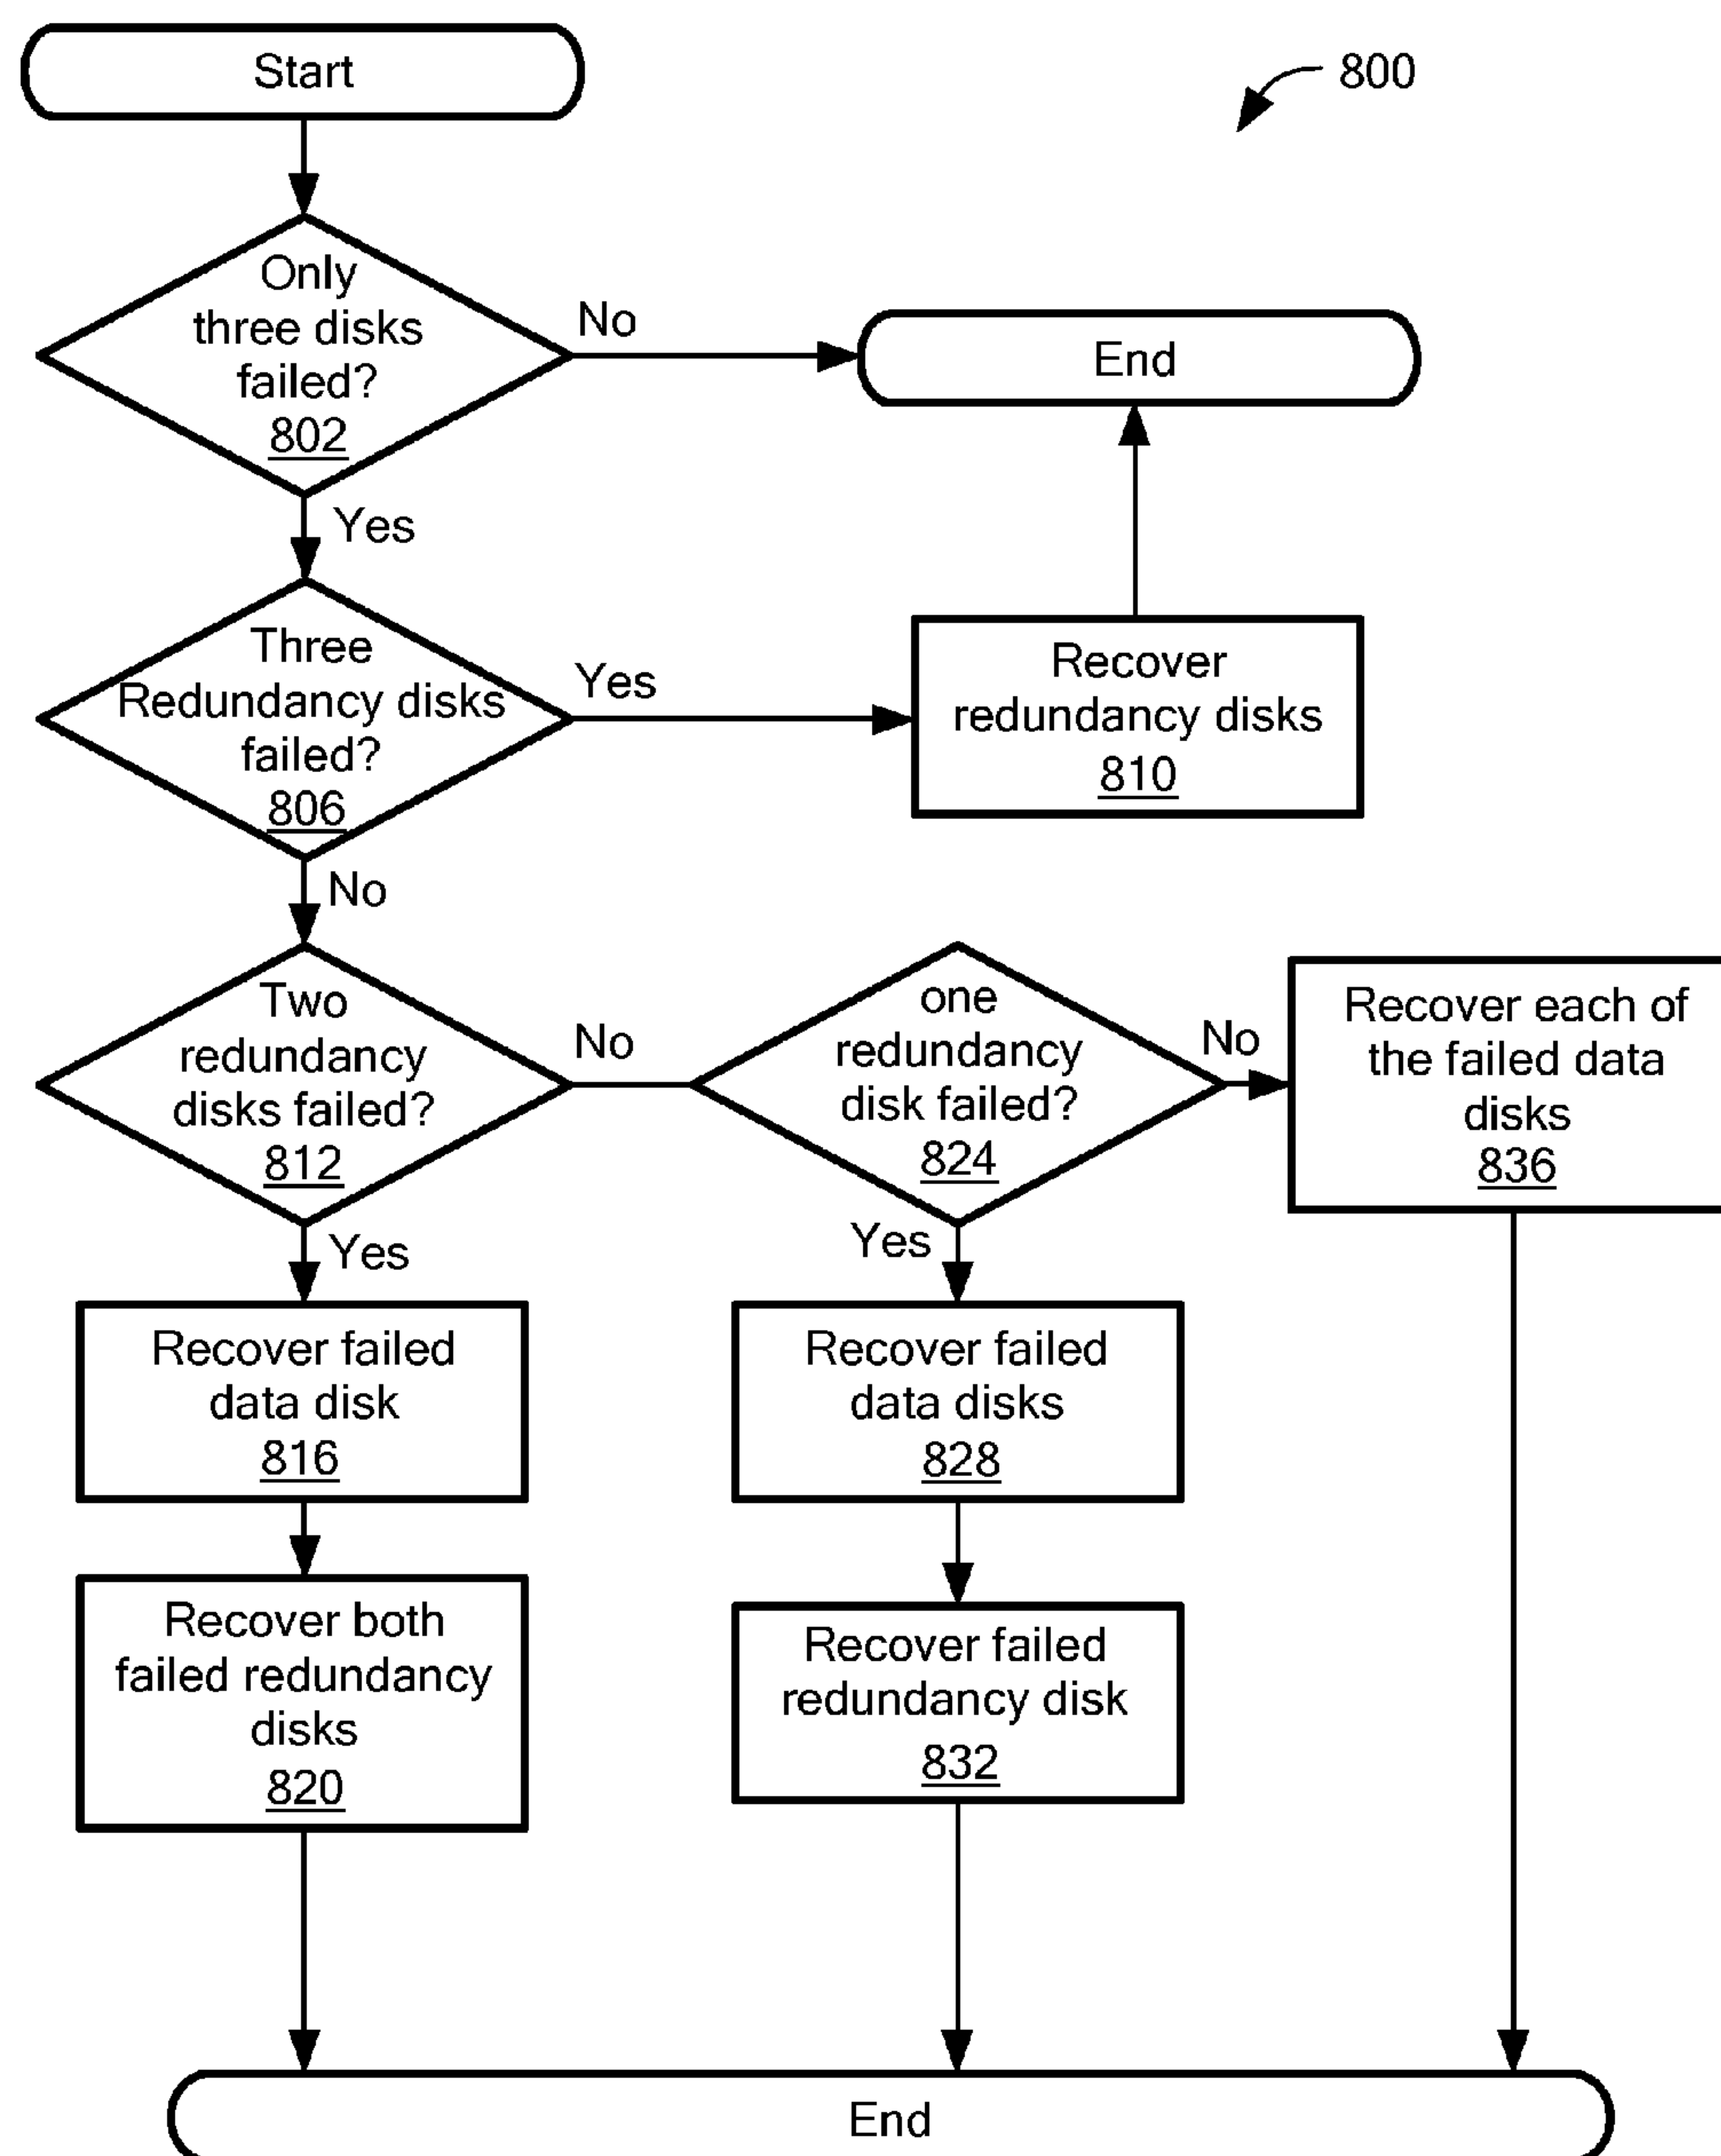 Start
800
Only
three disks
failed?
802
No
End
Yes
Three
Redundancy disks
failed?
806
Yes
Recover
redundancy disks
810
No
Two
redundancy
disks failed?
812
No
one
redundancy
disk failed?
824
No
Recover each of
the failed data
disks
836
Yes
Yes
Recover failed
data disk
816
Recover failed
data disks
828
Recover both
failed redundancy
disks
820
Recover failed
redundancy disk
832
End